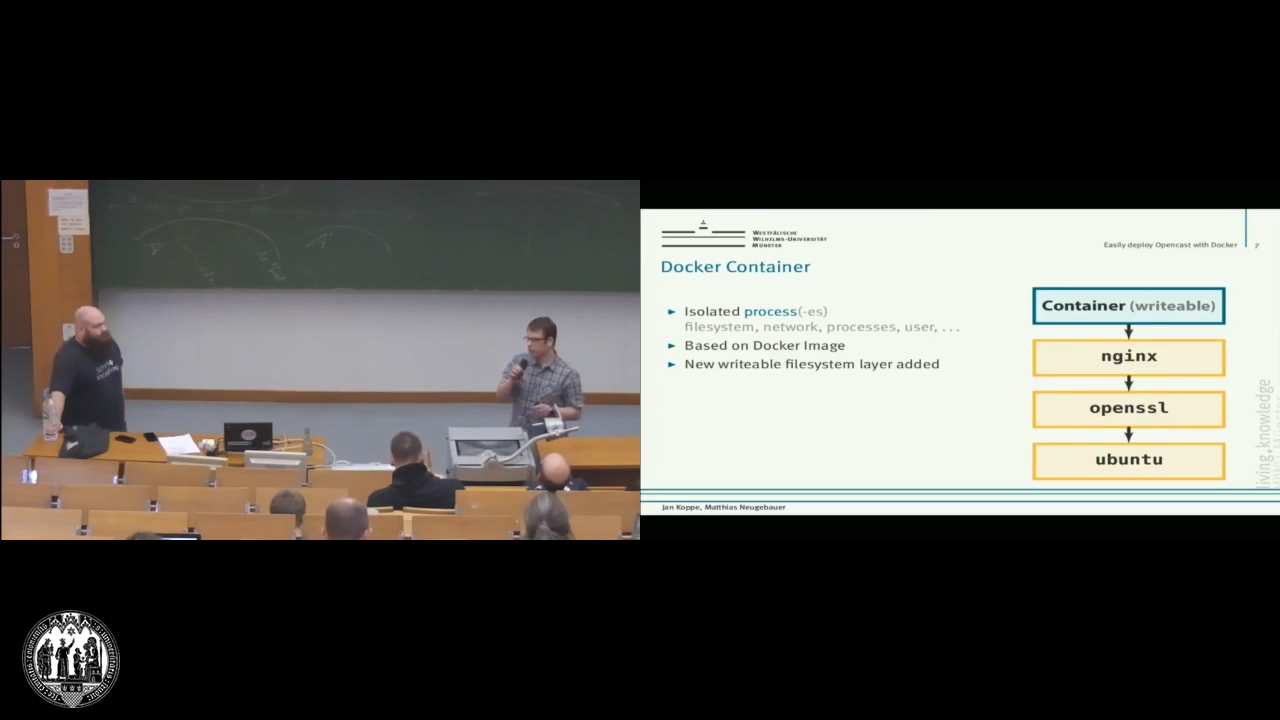 WESTFÄLISCHE
WILHELMS-UNIVERSITÄT
MÜNSTER
Easily deploy Opencast with Docker
7
Docker Container
► Isolated process(-es)
filesystem, network, processes, user, . . .
► Based on Docker Image
► New writeable filesystem layer added
Container (writeable)
nginx
openssl
ubuntu
living.knowledge
Jan Koppe, Matthias Neugebauer